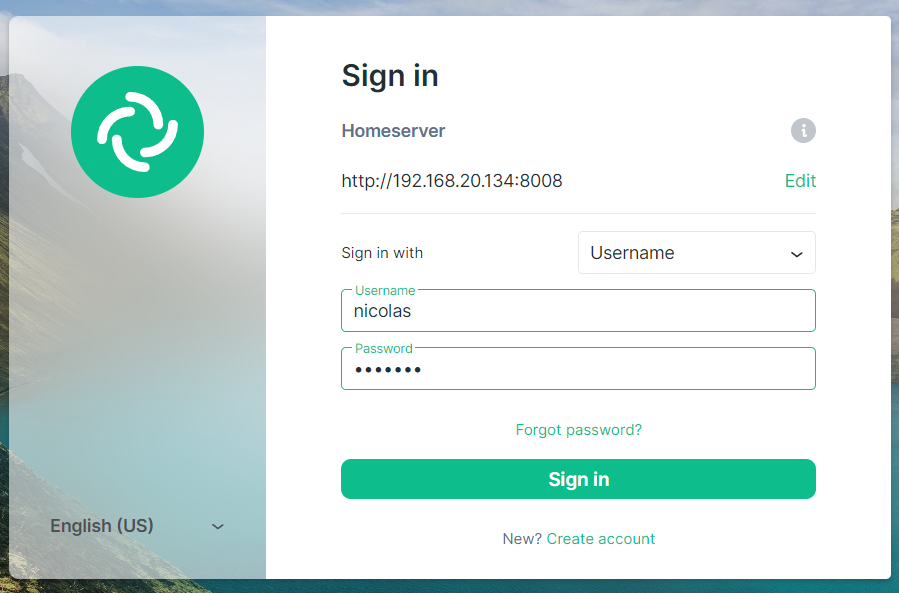 Sign in
Homeserver
http://192.168.20.134:8008
Edit
Sign in with
Username
Username
nicolas
Password
•••••••
Forgot password?
Sign in
New? Create account
English (US)